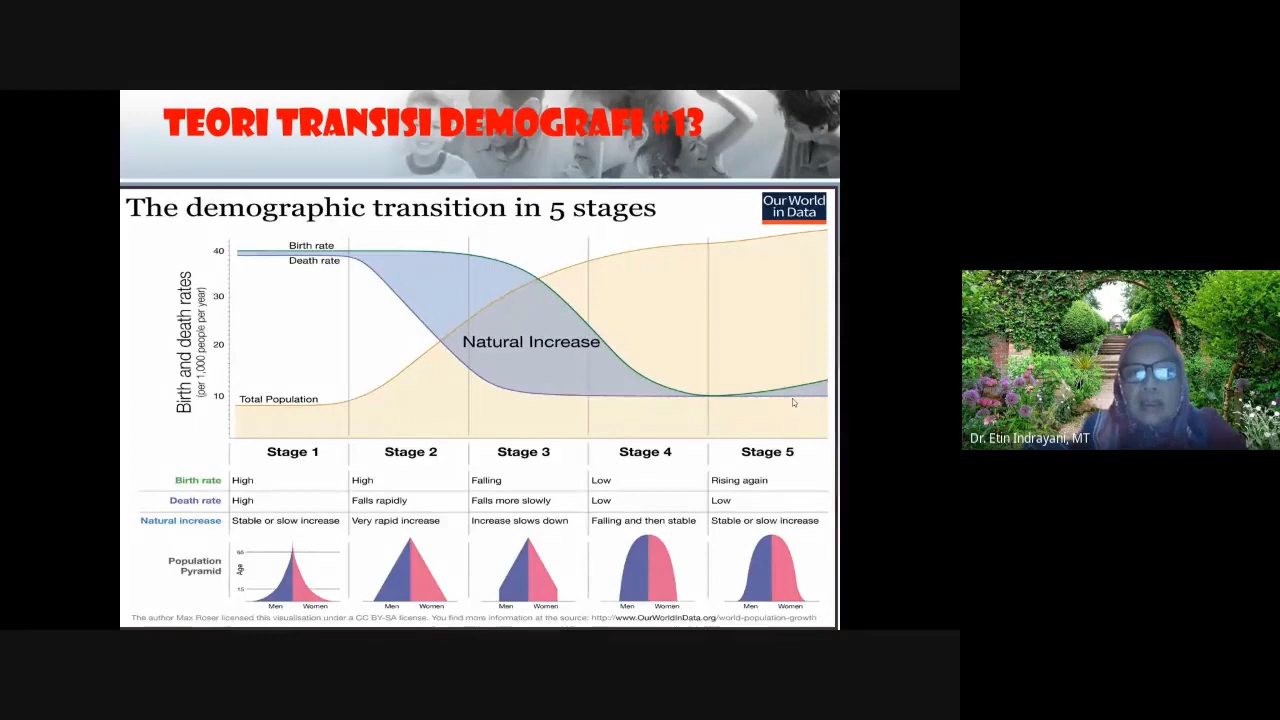 TEORI TRANSISI DEMOGRAFI #13
The demographic transition in 5 stages
Our World
in Data
Birth and death rates
(per 1,000 people per year)
40
30
20
10
Birth rate
Death rate
Natural Increase
Total Population
Stage 1 Stage 2 Stage 3 Stage 4 Stage 5
Birth rate High High Falling Low Rising again
Death rate High Falls rapidly Falls more slowly Low Low
Natural increase Stable or slow increase Very rapid increase Increase slows down Falling and then stable Stable or slow increase
Population
Pyramid
Age
65
15
Men Women Men Women Men Women Men Women Men Women
The author Max Roser licensed this visualisation under a CC BY-SA license. You find more information at the source: http://www.OurWorldInData.org/world-population-growth
Dr. Etin Indrayani, MT